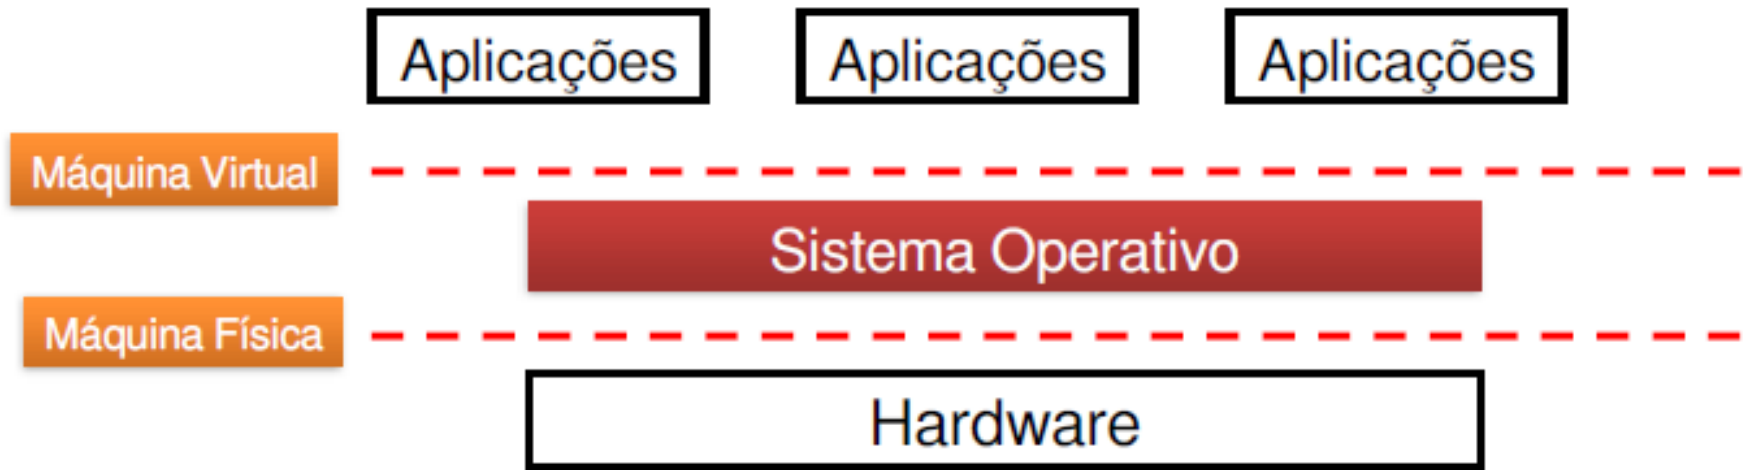 Aplicações
Aplicações
Aplicações
Máquina Virtual
Sistema Operativo
Máquina Física
Hardware